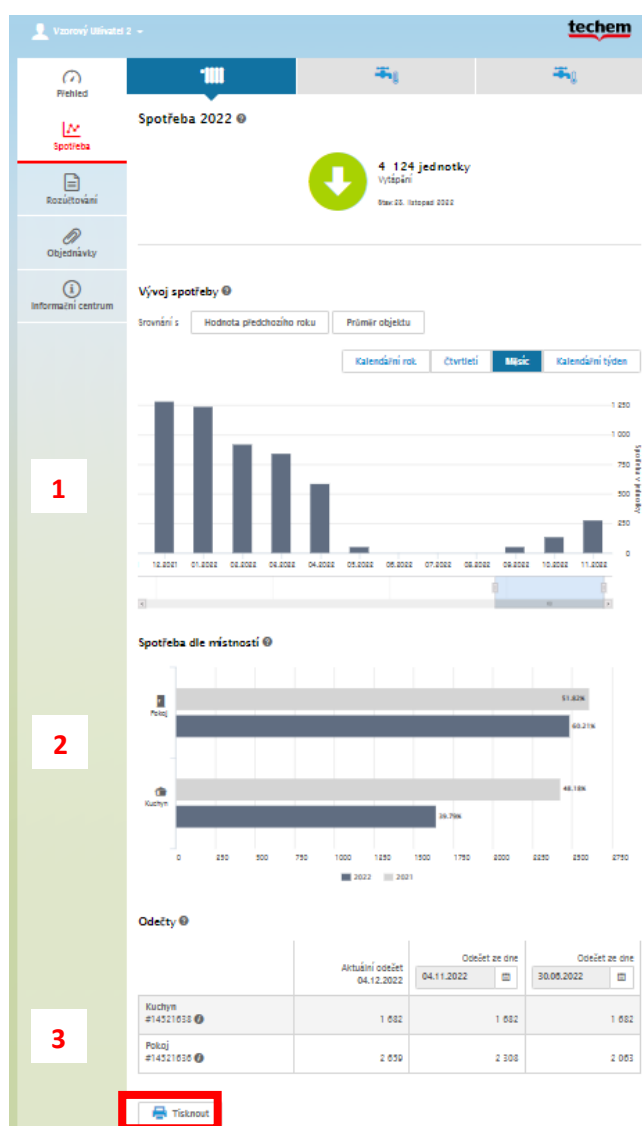 Vzorový Uživatel 2
techem
Přehled
Spotřeba
Rozúčtování
Objednávky
Informační centrum
Spotřeba 2022
4 124 jednotky
Vytápění
Stav: 25. listopad 2022
Vývoj spotřeby
Srovnání s
Hodnota předchozího roku
Průměr objektu
Kalendářní rok
Čtvrtletí
Měsíc
Kalendářní týden
1
1 250
1 000
750
500
250
0
Spotřeba v jednotky
12.2021 01.2022 02.2022 03.2022 04.2022 05.2022 06.2022 07.2022 08.2022 09.2022 10.2022 11.2022
Spotřeba dle místností
2
Pokoj
51.82%
60.21%
Kuchyn
48.18%
39.79%
0 250 500 750 1000 1250 1500 1750 2000 2250 2500 2750
2022 2021
Odečty
3
Aktuální odečet
04.12.2022
Odečet ze dne
04.11.2022
Odečet ze dne
30.06.2022
Kuchyn
#14521638
1 682
1 682
1 682
Pokoj
#14521636
2 659
2 308
2 063
Tisknout